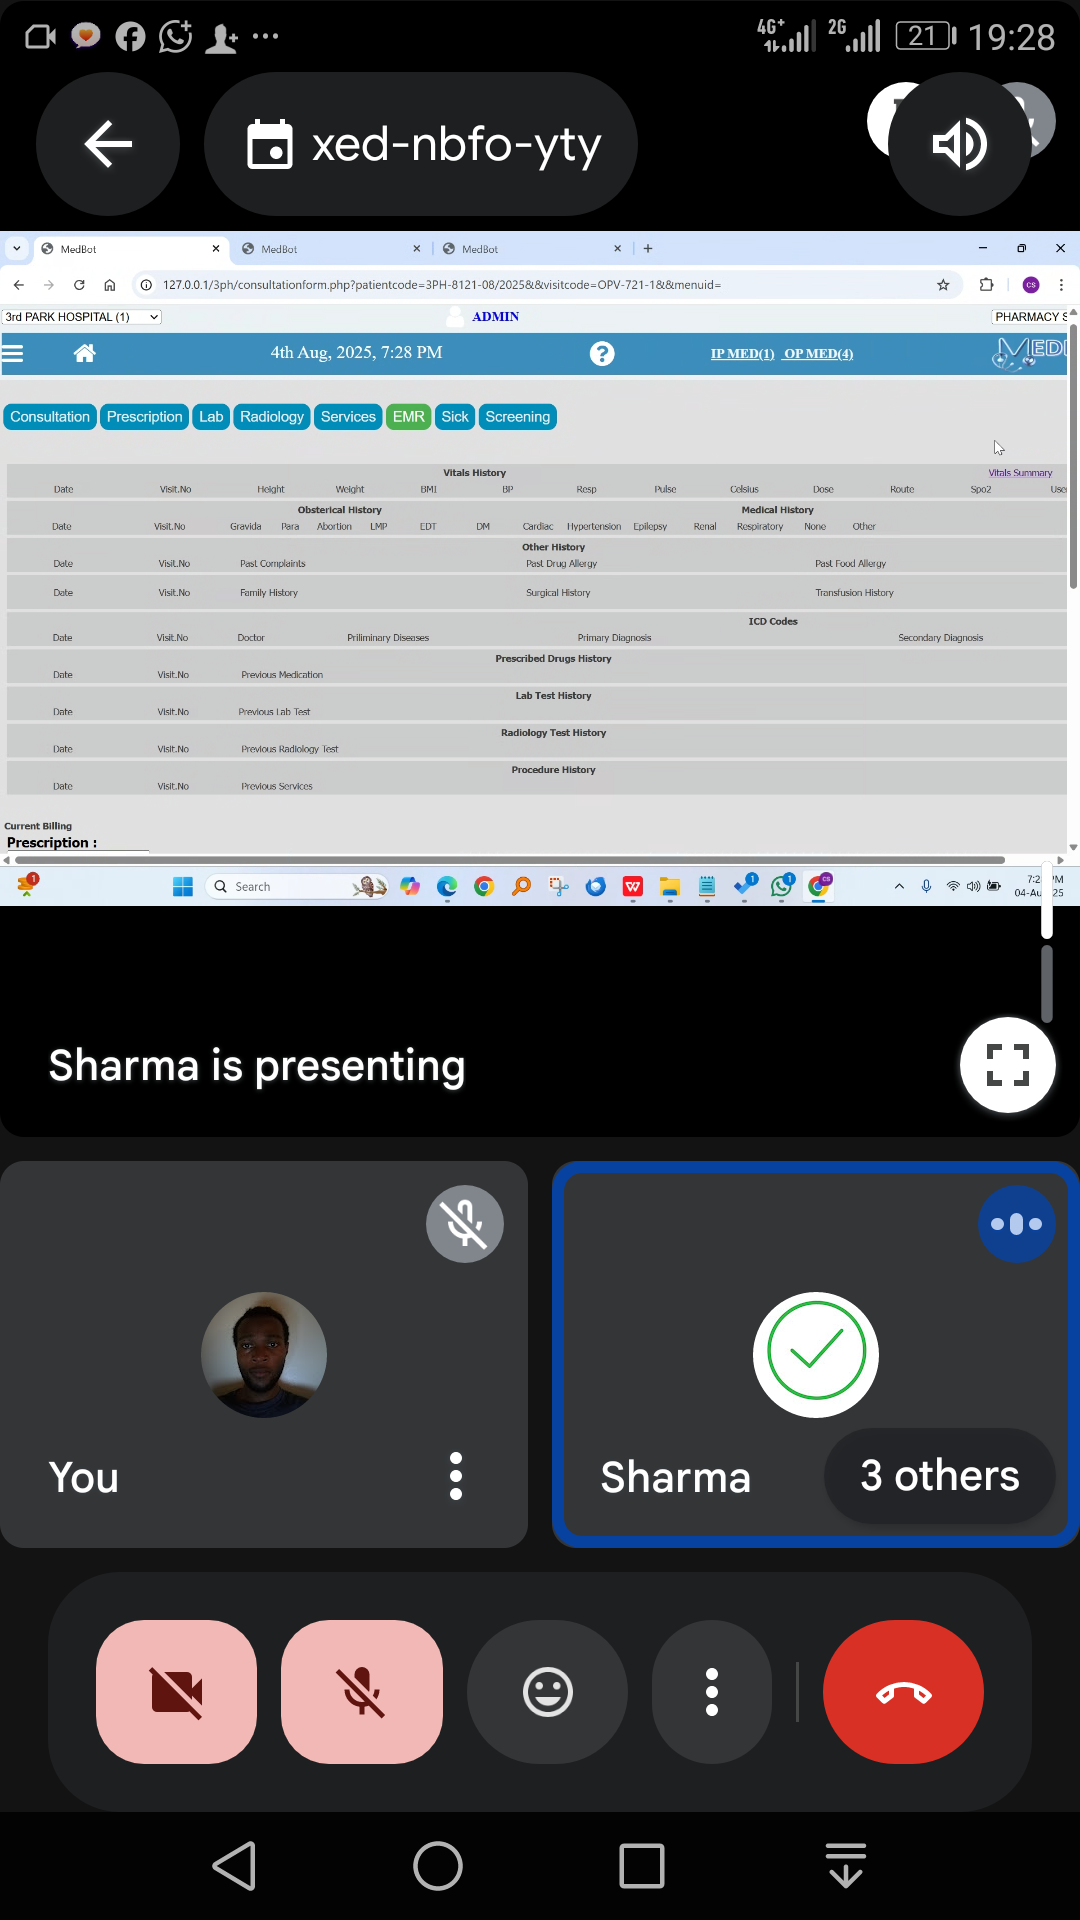 4G+ 2G 21 19:28
xed-nbfo-yty
MedBot MedBot MedBot
127.0.0.1/3ph/consultationform.php?patientcode=3PH-8121-08/2025&&visitcode=OPV-721-1&&menuid=
CS
3rd PARK HOSPITAL (1) ADMIN PHARMACY S
4th Aug, 2025, 7:28 PM ? IP MED(1) OP MED(4) MEDI
Consultation Prescription Lab Radiology Services EMR Sick Screening
Vitals History Vitals Summary
Date Visit.No Height Weight BMI BP Resp Pulse Celsius Dose Route Spo2 User
Obsterical History Medical History
Date Visit.No Gravida Para Abortion LMP EDT DM Cardiac Hypertension Epilepsy Renal Respiratory None Other
Other History
Date Visit.No Past Complaints Past Drug Allergy Past Food Allergy
Date Visit.No Family History Surgical History Transfusion History
ICD Codes
Date Visit.No Doctor Priliminary Diseases Primary Diagnosis Secondary Diagnosis
Prescribed Drugs History
Date Visit.No Previous Medication
Lab Test History
Date Visit.No Previous Lab Test
Radiology Test History
Date Visit.No Previous Radiology Test
Procedure History
Date Visit.No Previous Services
Current Billing
Prescription :
1 Search 1 1 CS
Sharma is presenting
You Sharma 3 others